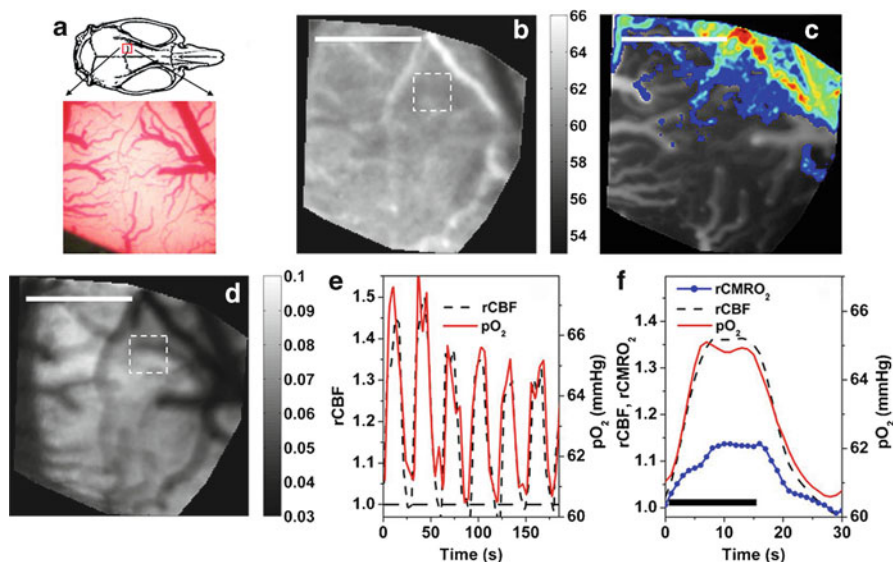 a
b
66
64
62
60
58
56
54
c
d
0.1
0.09
0.08
0.07
0.06
0.05
0.04
0.03
e
rCBF
pO₂
1.5
1.4
1.3
1.2
1.1
1.0
rCBF
66
64
62
60
pO₂ (mmHg)
0 50 100 150
Time (s)
f
rCMRO₂
rCBF
pO₂
1.4
1.3
1.2
1.1
1.0
rCBF, rCMRO₂
66
64
62
60
pO₂ (mmHg)
0 10 20 30
Time (s)